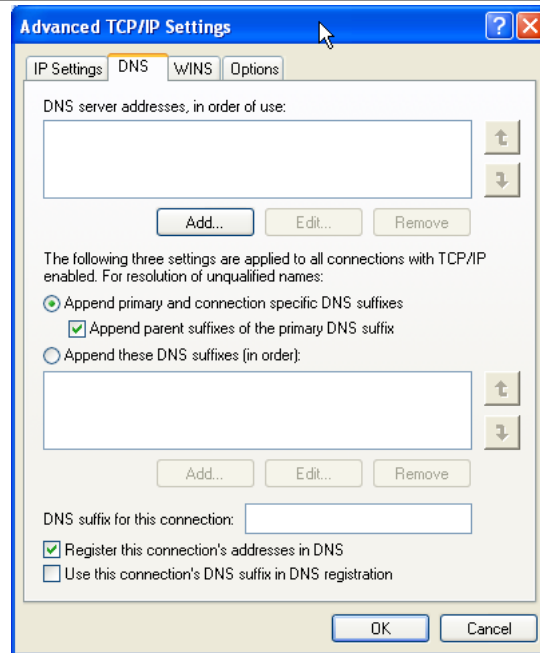 Advanced TCP/IP Settings
IP Settings DNS WINS Options
DNS server addresses, in order of use:
Add... Edit... Remove
The following three settings are applied to all connections with TCP/IP
enabled. For resolution of unqualified names:
Append primary and connection specific DNS suffixes
Append parent suffixes of the primary DNS suffix
Append these DNS suffixes (in order):
Add... Edit... Remove
DNS suffix for this connection:
Register this connection's addresses in DNS
Use this connection's DNS suffix in DNS registration
OK Cancel